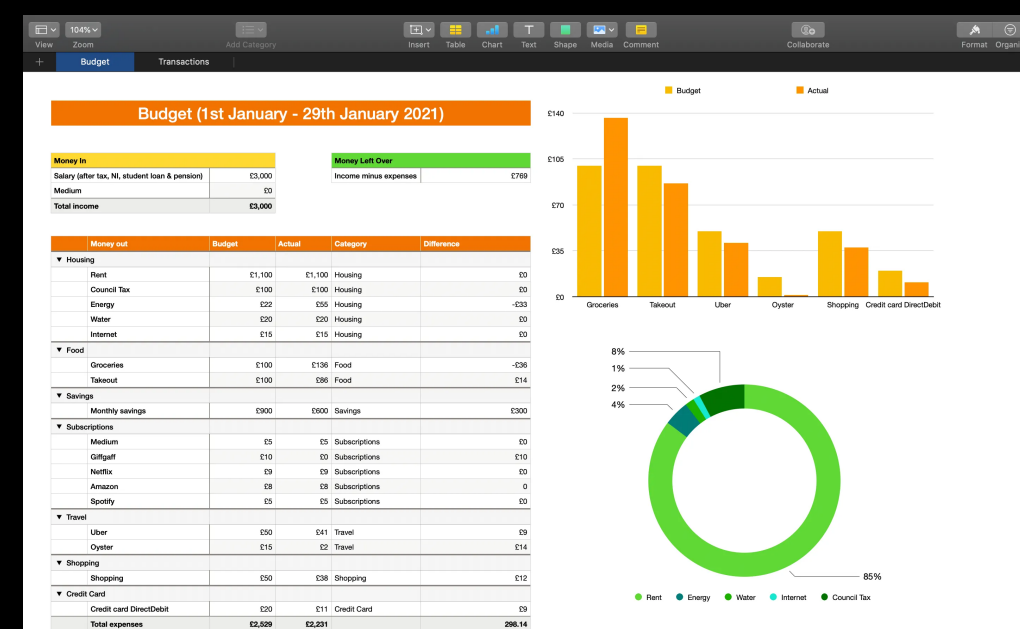 View
104%
Zoom
Add Category
Insert
Table
Chart
Text
Shape
Media
Comment
Collaborate
Format
Organi
+
Budget
Transactions
Budget (1st January - 29th January 2021)
Money In
Salary (after tax, NI, student loan & pension) £3,000
Medium £0
Total income £3,000
Money Left Over
Income minus expenses £769
Money out Budget Actual Category Difference
▼ Housing
Rent £1,100 £1,100 Housing £0
Council Tax £100 £100 Housing £0
Energy £22 £55 Housing -£33
Water £20 £20 Housing £0
Internet £15 £15 Housing £0
▼ Food
Groceries £100 £136 Food -£36
Takeout £100 £86 Food £14
▼ Savings
Monthly savings £900 £600 Savings £300
▼ Subscriptions
Medium £5 £5 Subscriptions £0
Giffgaff £10 £0 Subscriptions £10
Netflix £9 £9 Subscriptions £0
Amazon £8 £8 Subscriptions 0
Spotify £5 £5 Subscriptions £0
▼ Travel
Uber £50 £41 Travel £9
Oyster £15 £2 Travel £14
▼ Shopping
Shopping £50 £38 Shopping £12
▼ Credit Card
Credit card DirectDebit £20 £11 Credit Card £9
Total expenses £2,529 £2,231 298.14
Budget Actual
£140
£105
£70
£35
£0
Groceries Takeout Uber Oyster Shopping Credit card DirectDebit
8%
1%
2%
4%
85%
Rent Energy Water Internet Council Tax